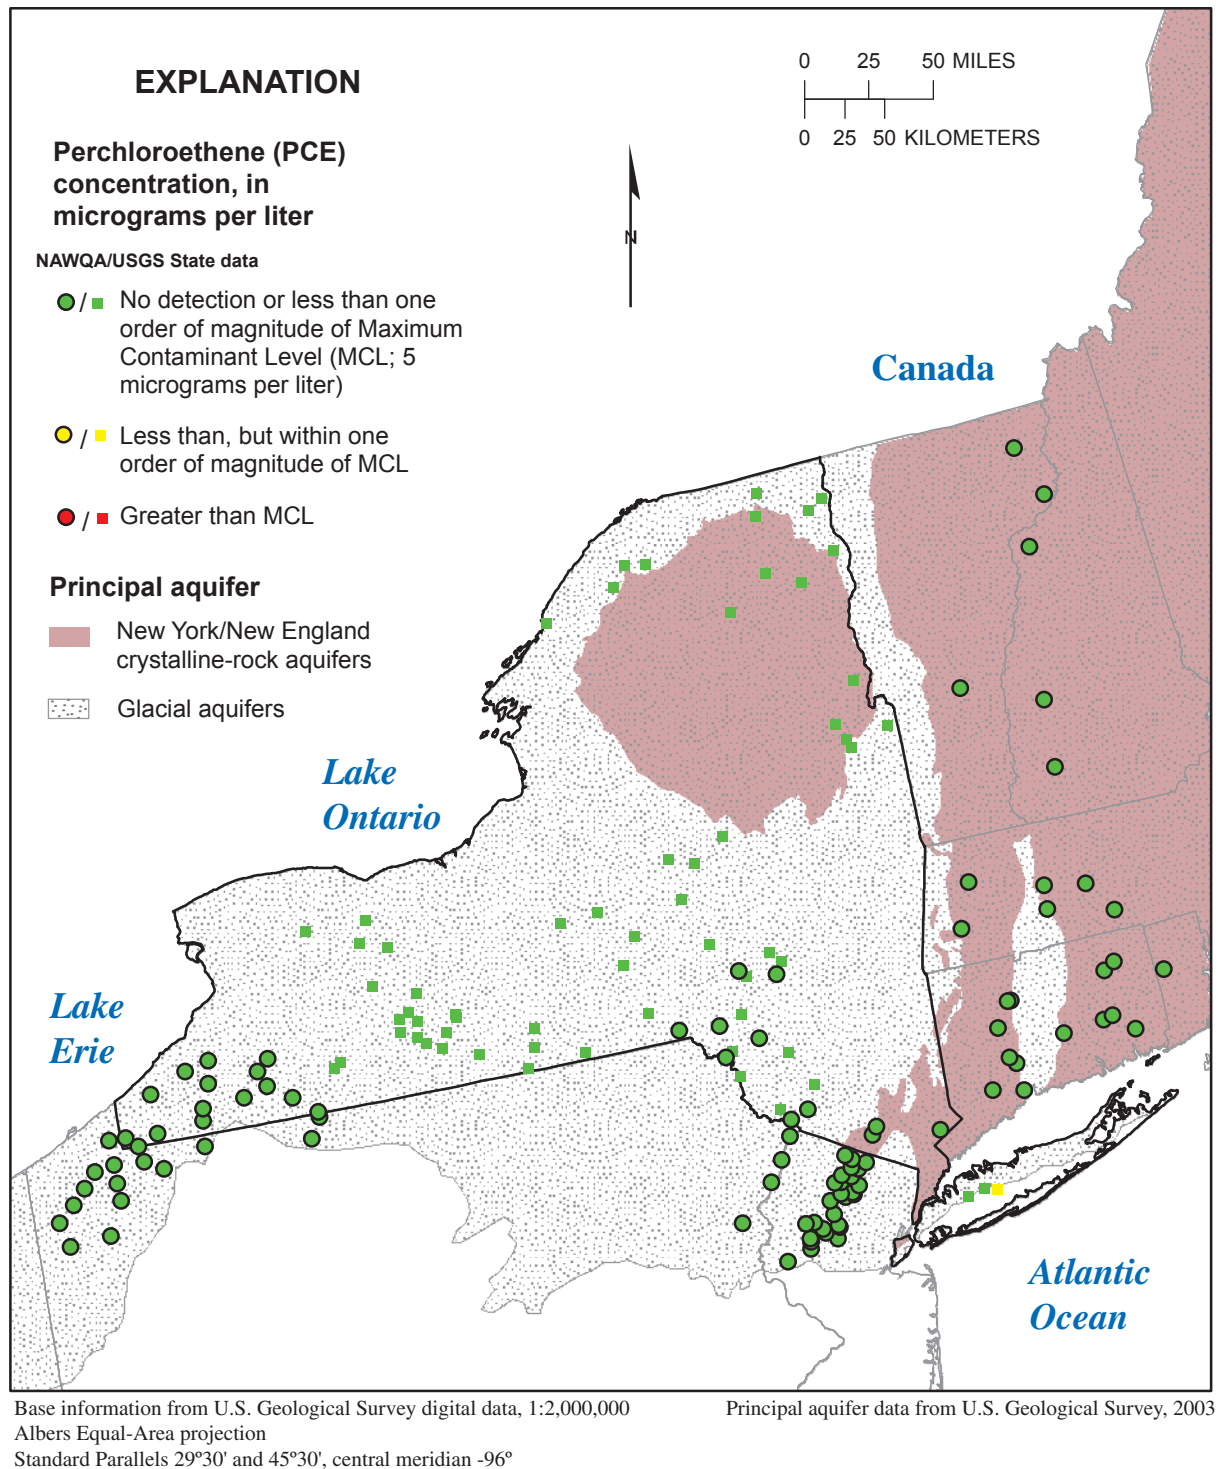 EXPLANATION
Perchloroethene (PCE)
concentration, in
micrograms per liter
NAWQA/USGS State data
/ No detection or less than one
order of magnitude of Maximum
Contaminant Level (MCL; 5
micrograms per liter)
/ Less than, but within one
order of magnitude of MCL
/ Greater than MCL
Principal aquifer
New York/New England
crystalline-rock aquifers
Glacial aquifers
0 25 50 MILES
0 25 50 KILOMETERS
N
Canada
Lake
Ontario
Lake
Erie
Atlantic
Ocean
Base information from U.S. Geological Survey digital data, 1:2,000,000
Albers Equal-Area projection
Standard Parallels 29º30' and 45º30', central meridian -96º
Principal aquifer data from U.S. Geological Survey, 2003